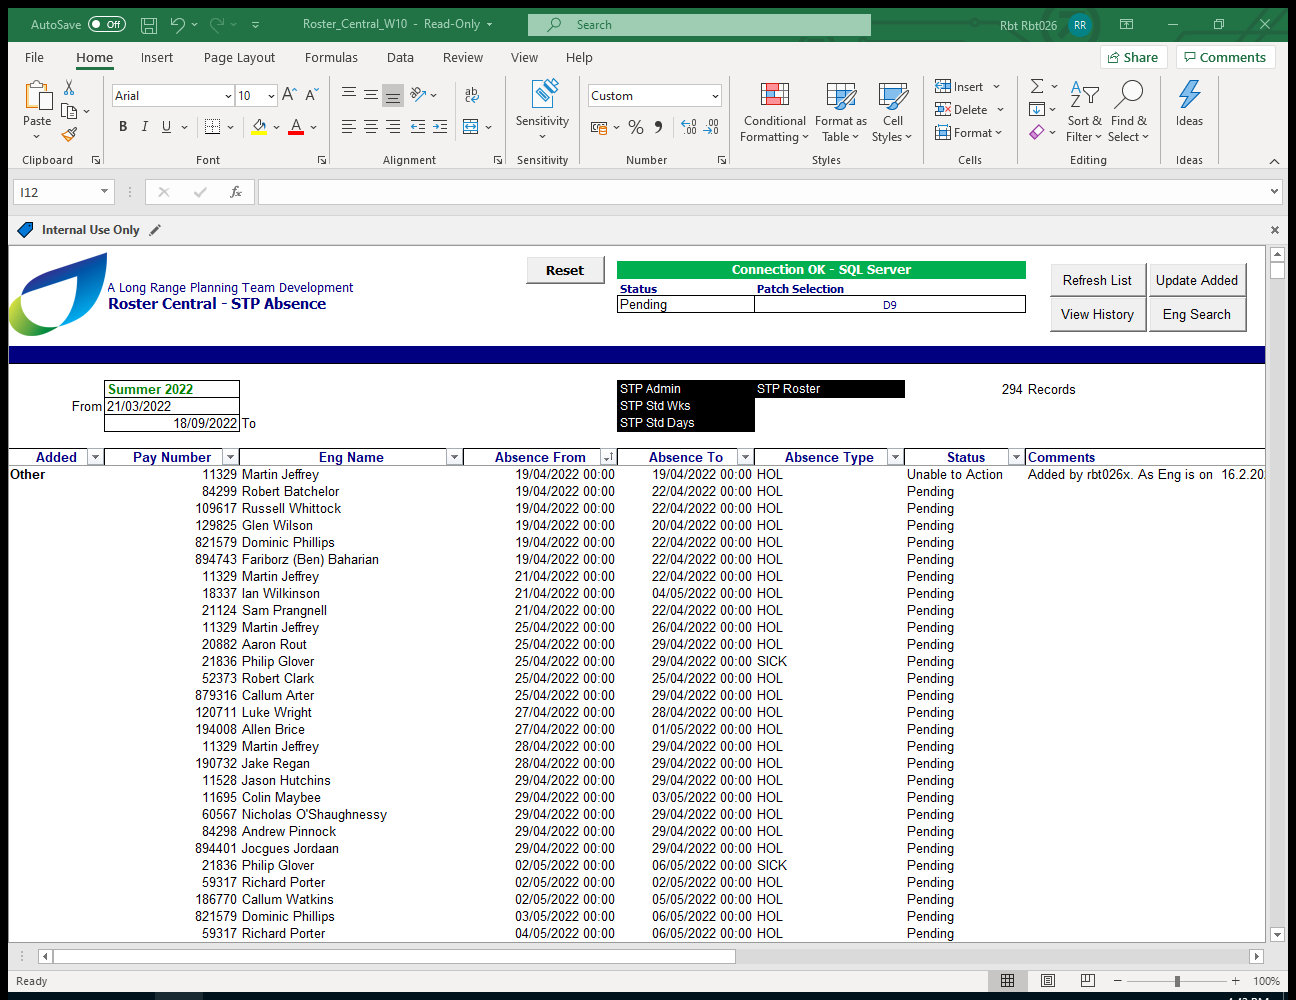 AutoSave Off Roster_Central_W10 - Read-Only Search Rbt Rbt026 RR
File Home Insert Page Layout Formulas Data Review View Help Share Comments
Paste Arial 10 A A ab Sensitivity Custom Conditional Formatting Format as Table Cell Styles Insert Delete Format Sort & Filter Find & Select Ideas
B I U A % 9
Clipboard Font Alignment Sensitivity Number Styles Cells Editing Ideas
I12 fx
Internal Use Only
Reset Connection OK - SQL Server
A Long Range Planning Team Development Status Patch Selection Refresh List Update Added
Roster Central - STP Absence Pending D9 View History Eng Search
Summer 2022 STP Admin STP Roster 294 Records
From 21/03/2022 STP Std Wks
18/09/2022 To STP Std Days
Added Pay Number Eng Name Absence From Absence To Absence Type Status Comments
Other 11329 Martin Jeffrey 19/04/2022 00:00 19/04/2022 00:00 HOL Unable to Action Added by rbt026x. As Eng is on 16.2.20
84299 Robert Batchelor 19/04/2022 00:00 22/04/2022 00:00 HOL Pending
109617 Russell Whittock 19/04/2022 00:00 22/04/2022 00:00 HOL Pending
129825 Glen Wilson 19/04/2022 00:00 20/04/2022 00:00 HOL Pending
821579 Dominic Phillips 19/04/2022 00:00 22/04/2022 00:00 HOL Pending
894743 Fariborz (Ben) Baharian 19/04/2022 00:00 22/04/2022 00:00 HOL Pending
11329 Martin Jeffrey 21/04/2022 00:00 22/04/2022 00:00 HOL Pending
18337 Ian Wilkinson 21/04/2022 00:00 04/05/2022 00:00 HOL Pending
21124 Sam Prangnell 21/04/2022 00:00 22/04/2022 00:00 HOL Pending
11329 Martin Jeffrey 25/04/2022 00:00 26/04/2022 00:00 HOL Pending
20882 Aaron Rout 25/04/2022 00:00 29/04/2022 00:00 HOL Pending
21836 Philip Glover 25/04/2022 00:00 29/04/2022 00:00 SICK Pending
52373 Robert Clark 25/04/2022 00:00 25/04/2022 00:00 HOL Pending
879316 Callum Arter 25/04/2022 00:00 29/04/2022 00:00 HOL Pending
120711 Luke Wright 27/04/2022 00:00 28/04/2022 00:00 HOL Pending
194008 Allen Brice 27/04/2022 00:00 01/05/2022 00:00 HOL Pending
11329 Martin Jeffrey 28/04/2022 00:00 29/04/2022 00:00 HOL Pending
190732 Jake Regan 28/04/2022 00:00 29/04/2022 00:00 HOL Pending
11528 Jason Hutchins 29/04/2022 00:00 29/04/2022 00:00 HOL Pending
11695 Colin Maybee 29/04/2022 00:00 03/05/2022 00:00 HOL Pending
60567 Nicholas O'Shaughnessy 29/04/2022 00:00 29/04/2022 00:00 HOL Pending
84298 Andrew Pinnock 29/04/2022 00:00 29/04/2022 00:00 HOL Pending
894401 Jocgues Jordaan 29/04/2022 00:00 29/04/2022 00:00 HOL Pending
21836 Philip Glover 02/05/2022 00:00 06/05/2022 00:00 SICK Pending
59317 Richard Porter 02/05/2022 00:00 02/05/2022 00:00 HOL Pending
186770 Callum Watkins 02/05/2022 00:00 05/05/2022 00:00 HOL Pending
821579 Dominic Phillips 03/05/2022 00:00 06/05/2022 00:00 HOL Pending
59317 Richard Porter 04/05/2022 00:00 06/05/2022 00:00 HOL Pending
Ready 100%